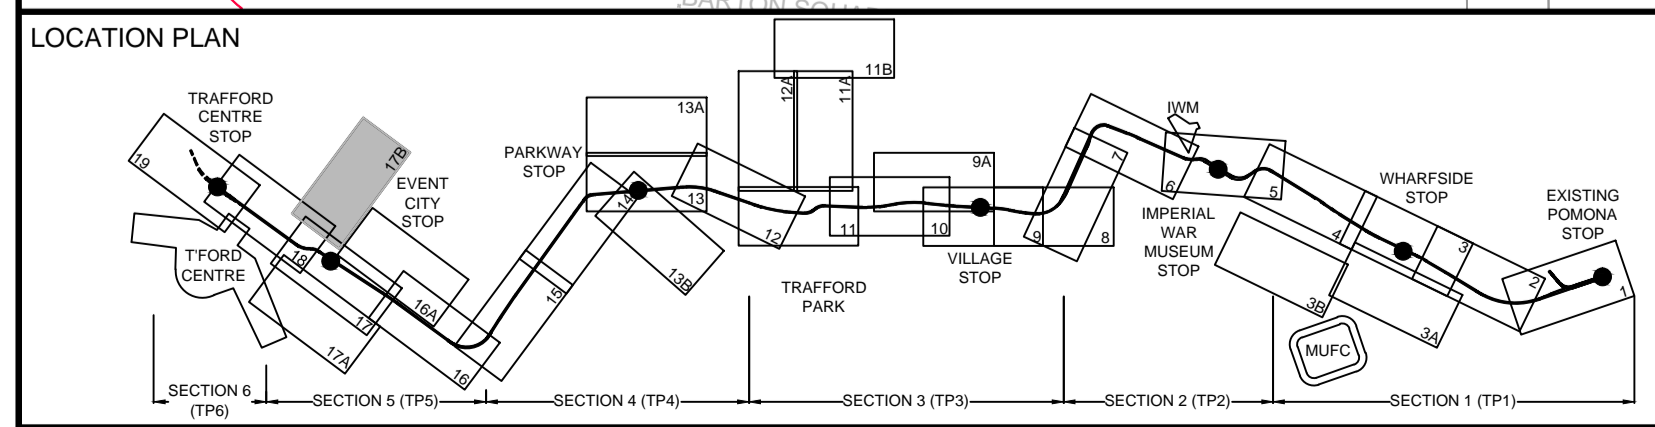 BARTON SQUA
LOCATION PLAN
TRAFFORD
CENTRE
STOP
19
T'FORD
CENTRE
18
17B
EVENT
CITY
STOP
17
17A
16A
16
PARKWAY
STOP
15
14
13A
13
13B
12
12A
11A
11B
11
TRAFFORD
PARK
10
9A
VILLAGE
STOP
9
8
7
IWM
6
IMPERIAL
WAR
MUSEUM
STOP
5
4
WHARFSIDE
STOP
3
3B
3A
MUFC
2
EXISTING
POMONA
STOP
1
SECTION 6
(TP6)
SECTION 5 (TP5)
SECTION 4 (TP4)
SECTION 3 (TP3)
SECTION 2 (TP2)
SECTION 1 (TP1)